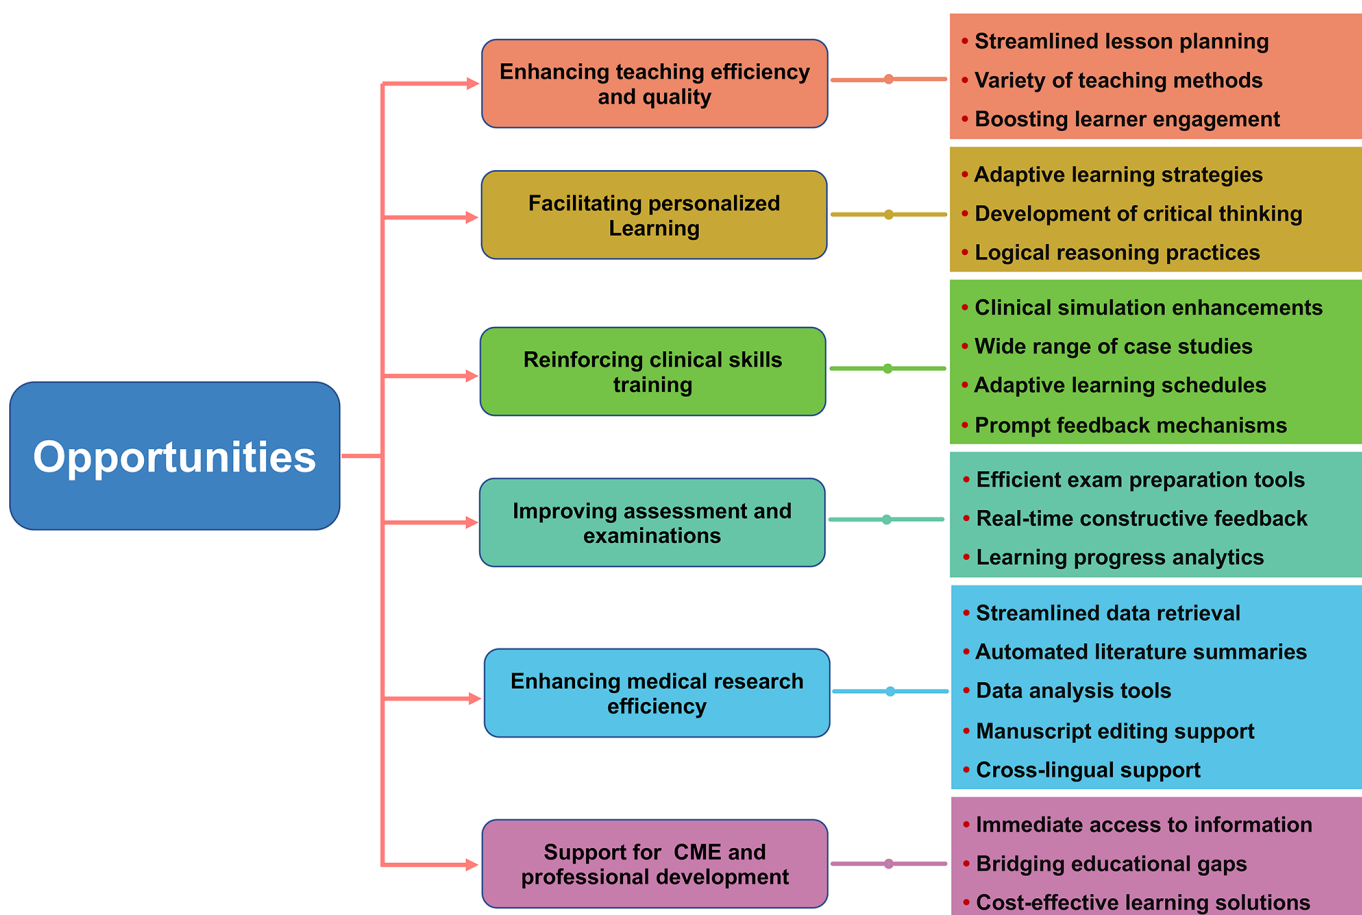 Opportunities
Enhancing teaching efficiency
and quality
• Streamlined lesson planning
• Variety of teaching methods
• Boosting learner engagement
Facilitating personalized
Learning
• Adaptive learning strategies
• Development of critical thinking
• Logical reasoning practices
Reinforcing clinical skills
training
• Clinical simulation enhancements
• Wide range of case studies
• Adaptive learning schedules
• Prompt feedback mechanisms
Improving assessment and
examinations
• Efficient exam preparation tools
• Real-time constructive feedback
• Learning progress analytics
Enhancing medical research
efficiency
• Streamlined data retrieval
• Automated literature summaries
• Data analysis tools
• Manuscript editing support
• Cross-lingual support
Support for CME and
professional development
• Immediate access to information
• Bridging educational gaps
• Cost-effective learning solutions